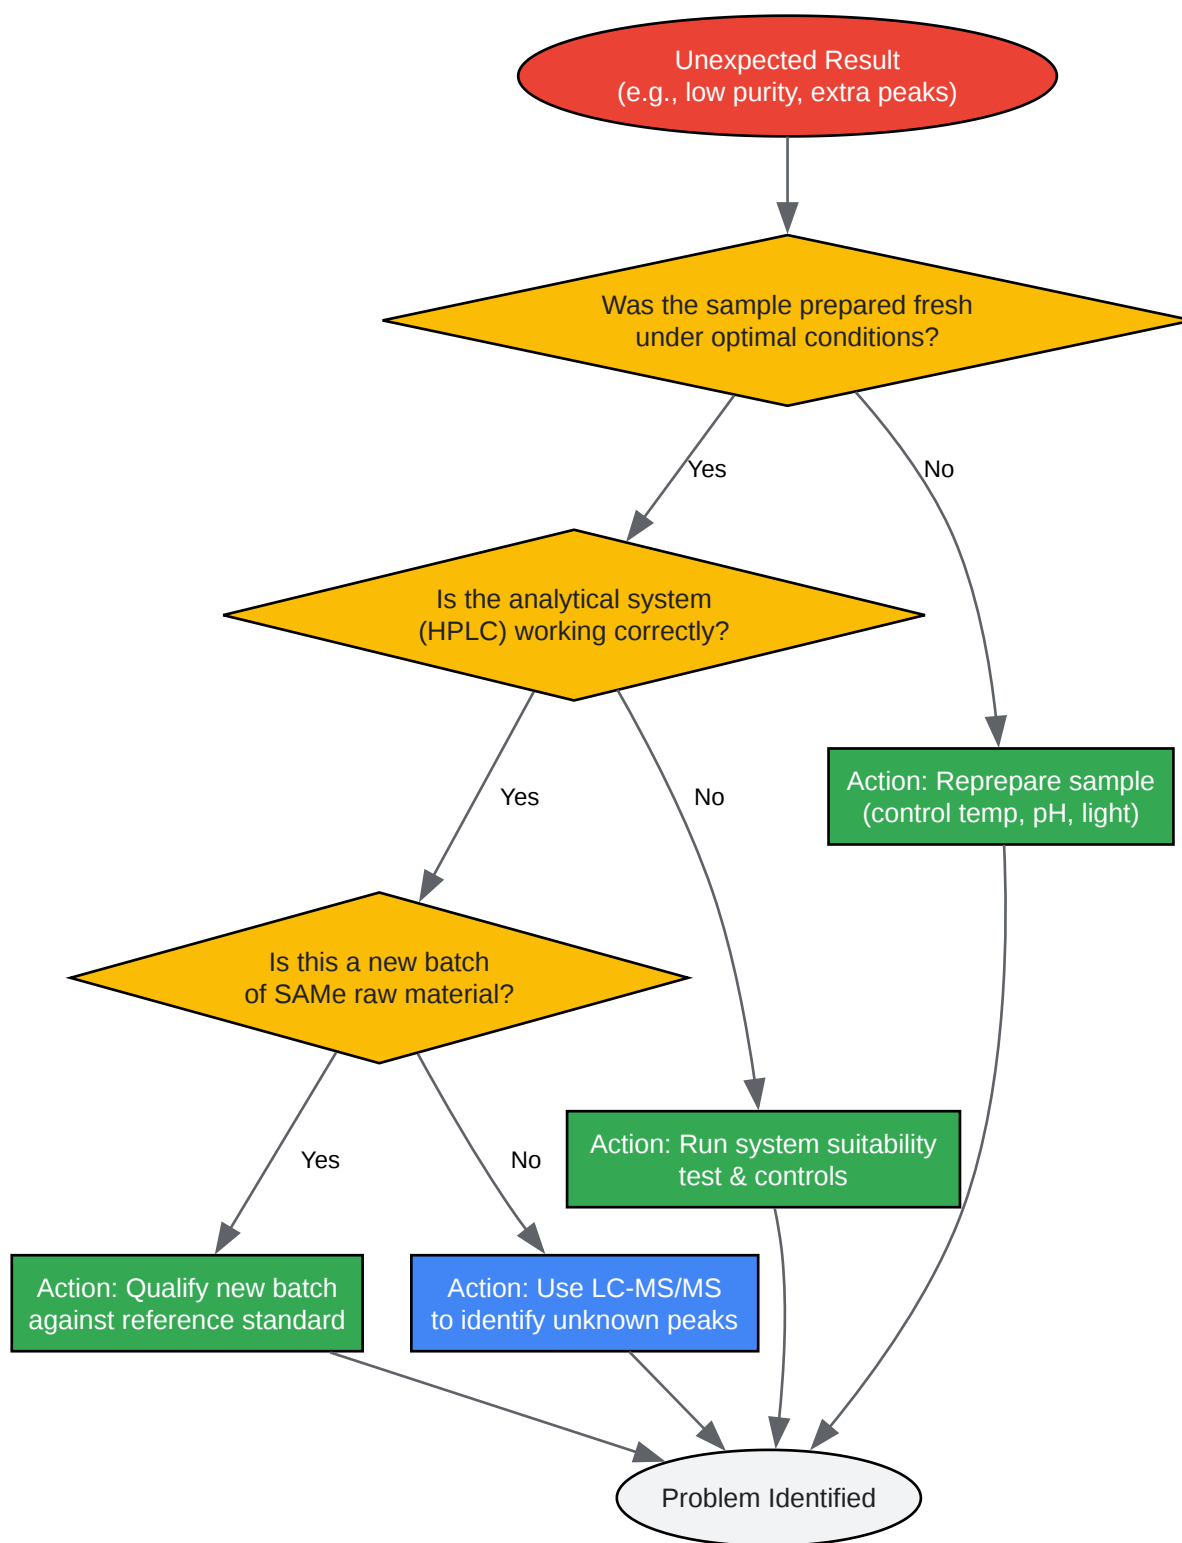 Unexpected Result
(e.g., low purity, extra peaks)
Was the sample prepared fresh
under optimal conditions?
Yes
No
Is the analytical system
(HPLC) working correctly?
Yes
No
Action: Reprepare sample
(control temp, pH, light)
Is this a new batch
of SAMe raw material?
Yes
No
Action: Run system suitability
test & controls
Action: Qualify new batch
against reference standard
Action: Use LC-MS/MS
to identify unknown peaks
Problem Identified